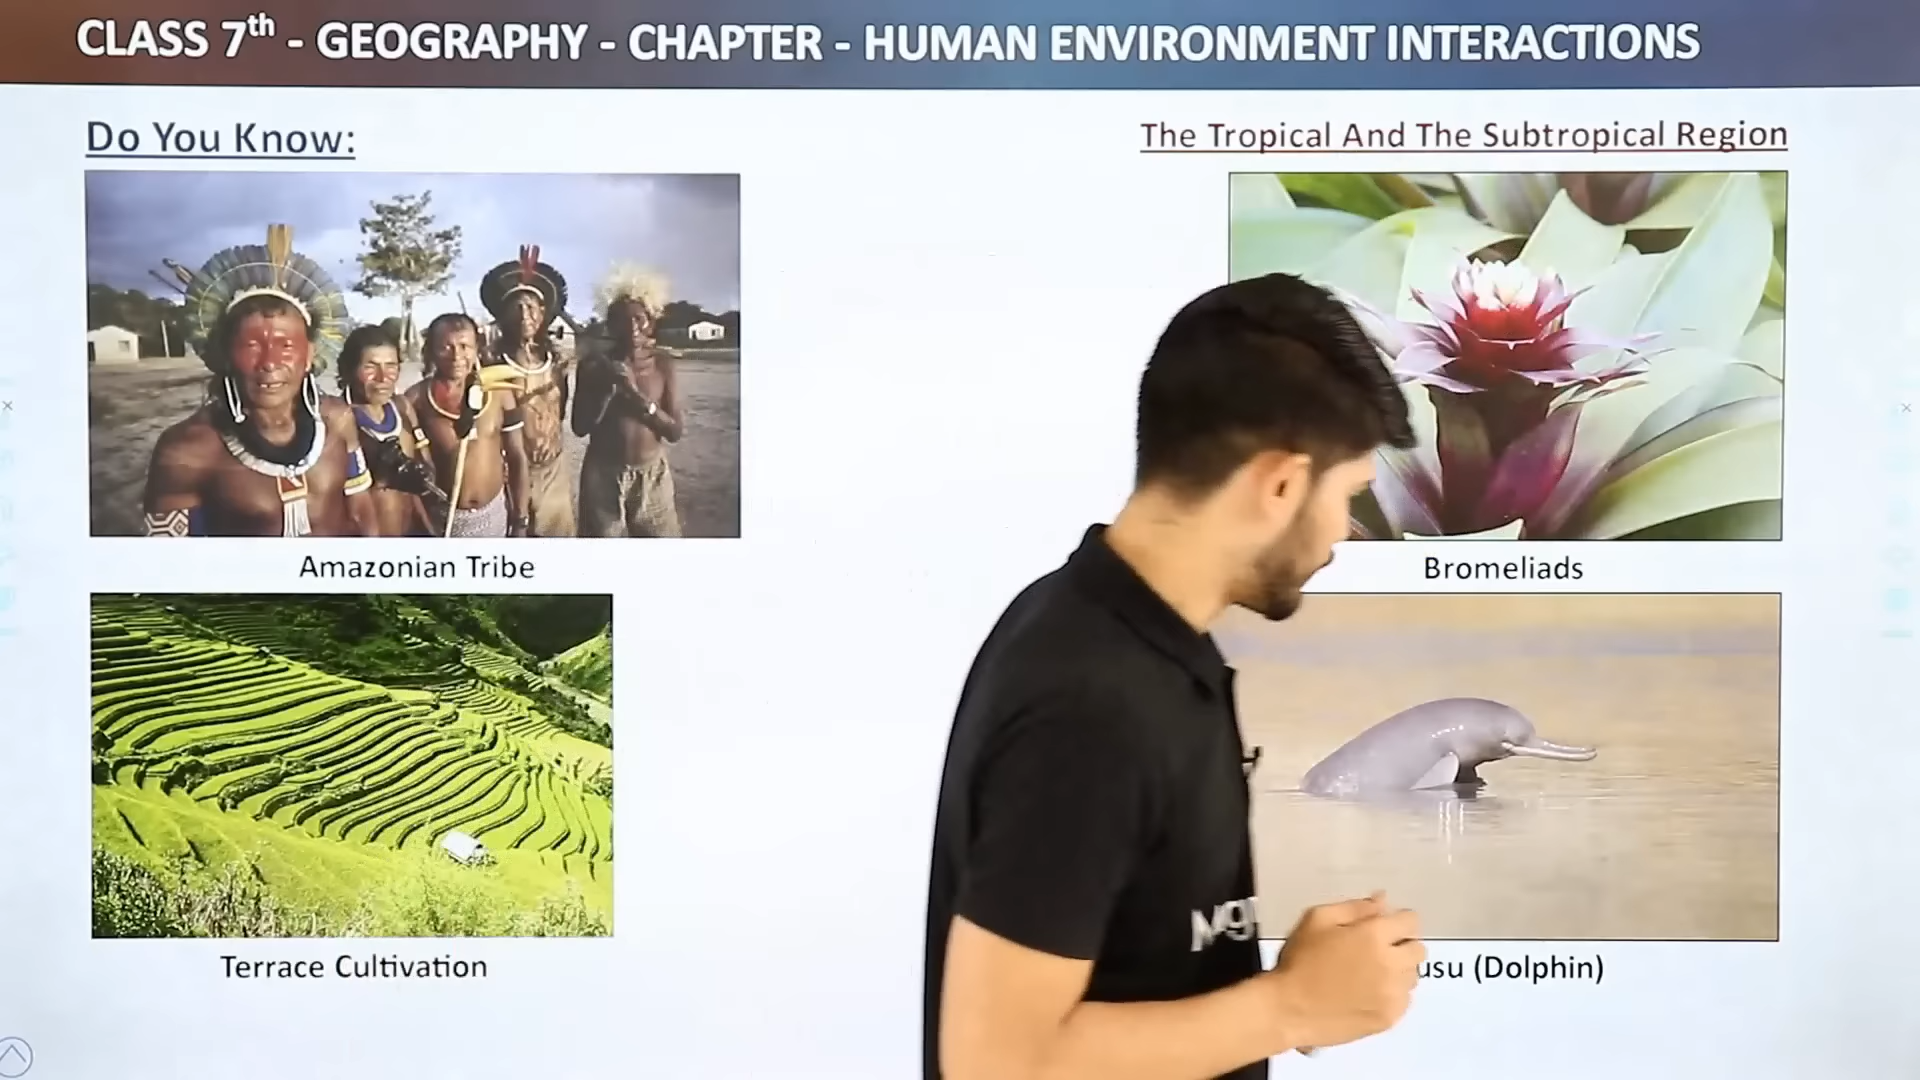 CLASS 7th - GEOGRAPHY - CHAPTER - HUMAN ENVIRONMENT INTERACTIONS
Do You Know:
The Tropical And The Subtropical Region
Amazonian Tribe
Bromeliads
Terrace Cultivation
(Dolphin)